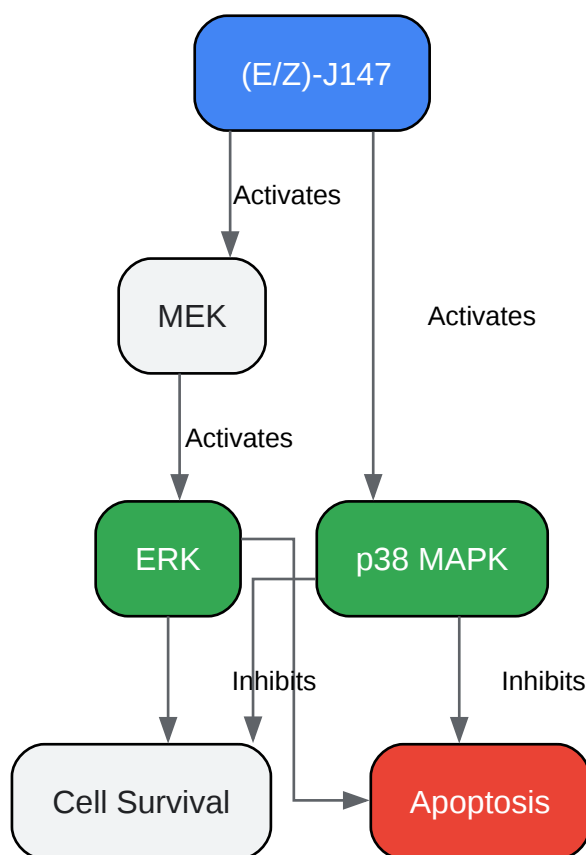 (E/Z)-J147
Activates
MEK
Activates
Activates
ERK
p38 MAPK
Inhibits
Inhibits
Cell Survival
Apoptosis